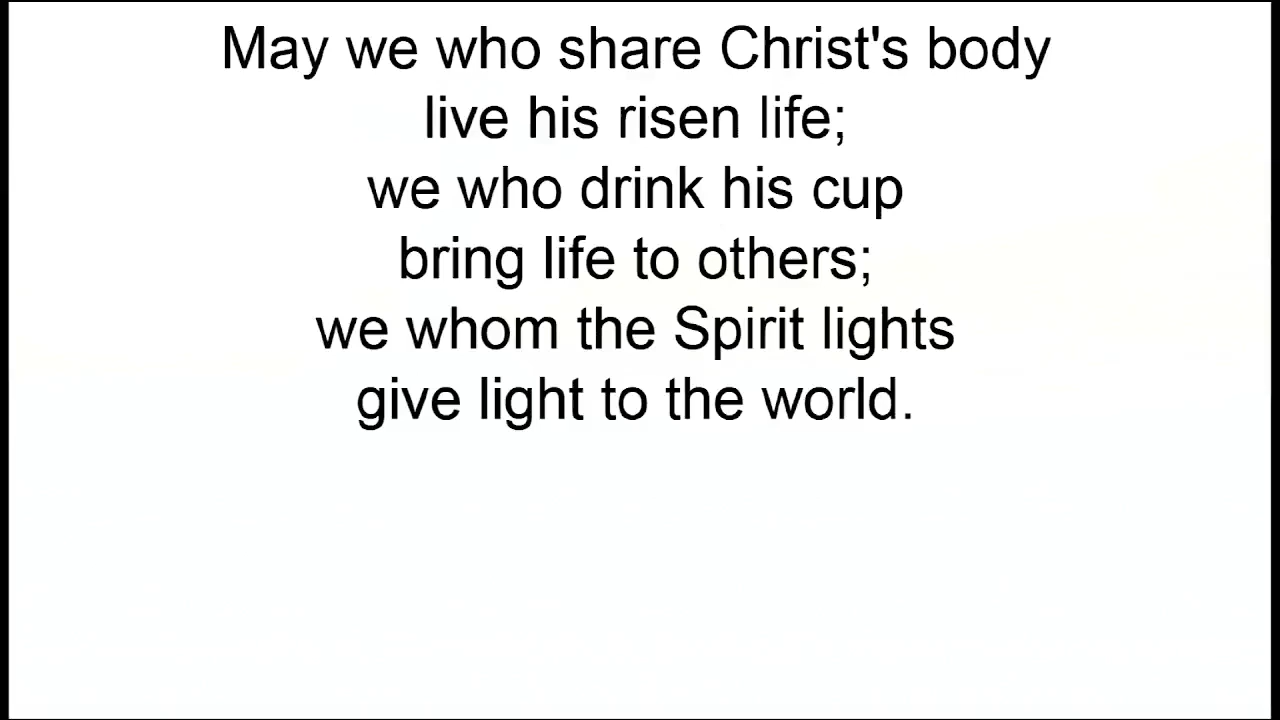 May we who share Christ's body
live his risen life;
we who drink his cup
bring life to others;
we whom the Spirit lights
give light to the world.